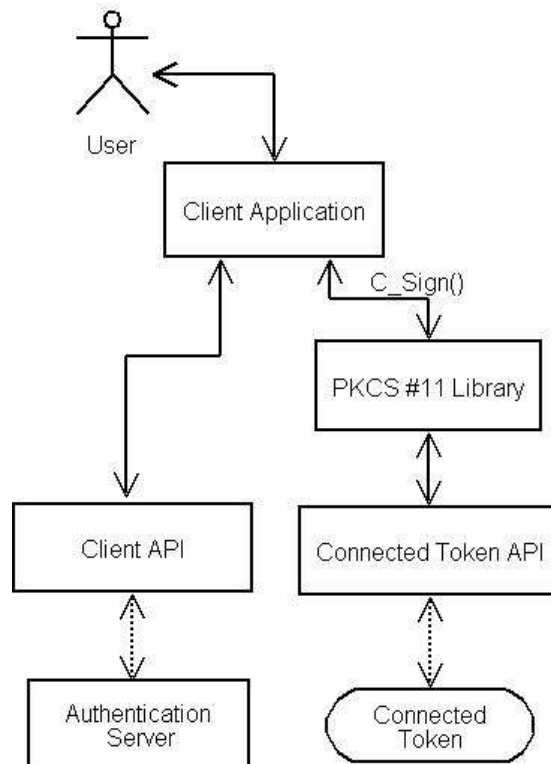 User
Client Application
C_Sign()
PKCS #11 Library
Client API
Connected Token API
Authentication
Server
Connected
Token